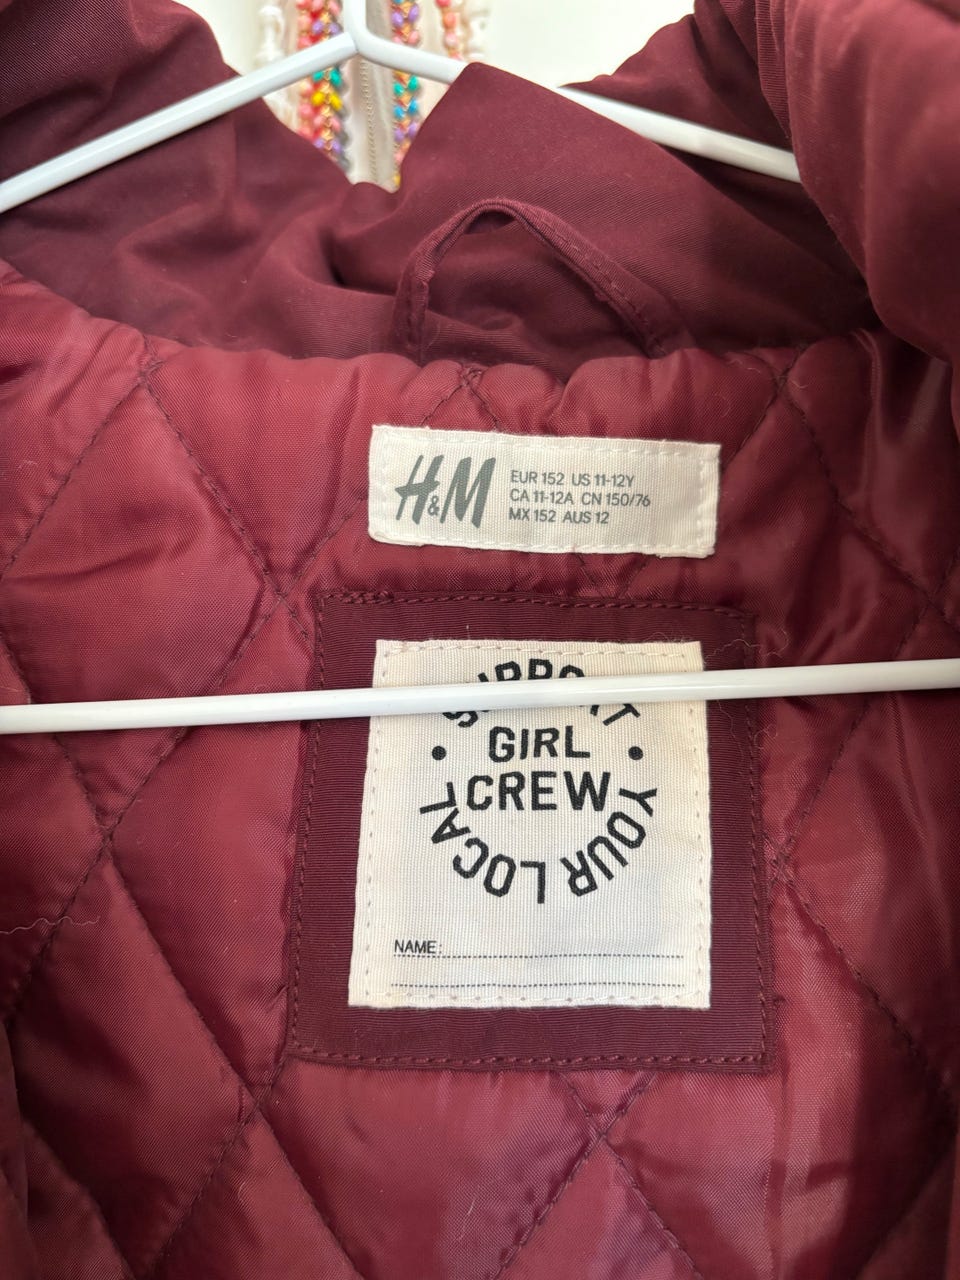 H&M
EUR 152 US 11-12Y
CA 11-12A CN 150/76
MX 152 AUS 12
SUPPORT
GIRL
CREW
YOUR LOCAL
NAME: